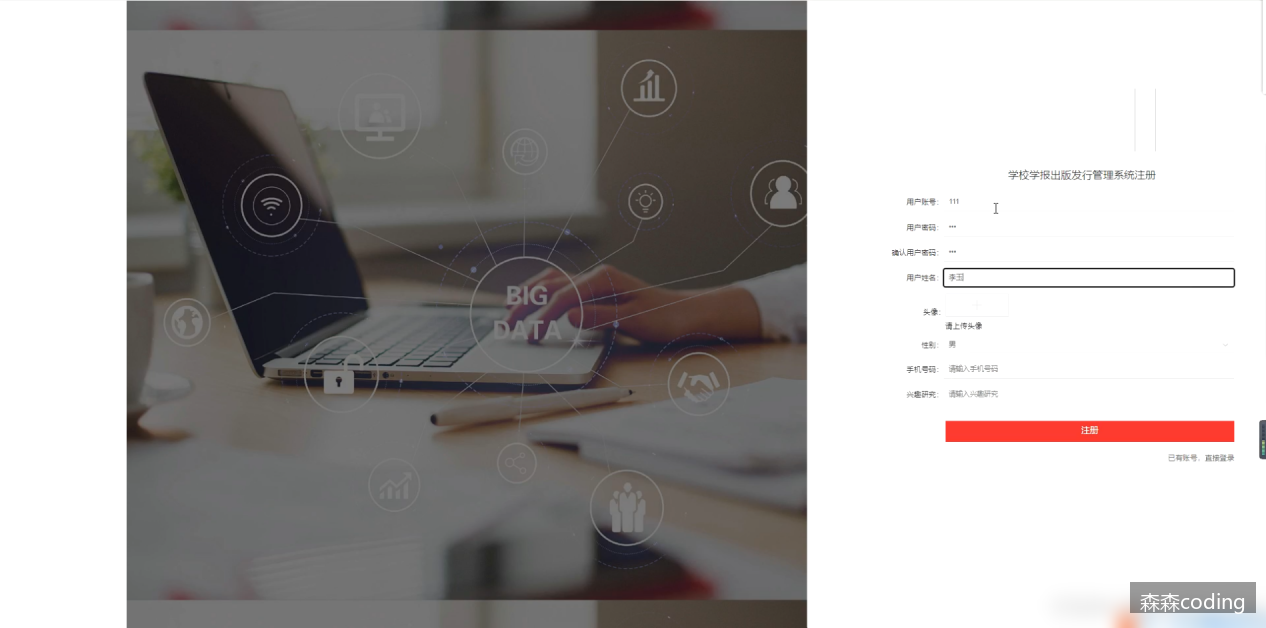 BIG
DATA
学校学报出版发行管理系统注册
用户账号: 111
用户密码: •••
确认用户密码: •••
用户姓名:
头像:
请上传头像
性别: 男
手机号码: 请输入手机号码
兴趣研究: 请输入兴趣研究
注册
已有账号，直接登录
森森coding